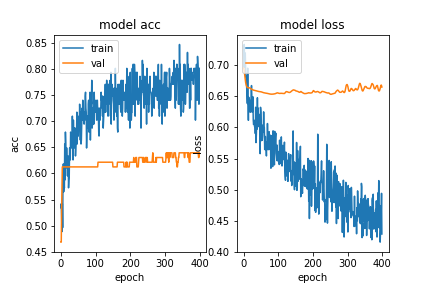 model acc
train
val
0.85
0.80
0.75
0.70
0.65
0.60
0.55
0.50
0.45
acc
0
100
200
300
400
epoch
model loss
train
val
0.70
0.65
0.60
0.55
0.50
0.45
0.40
loss
0
100
200
300
400
epoch